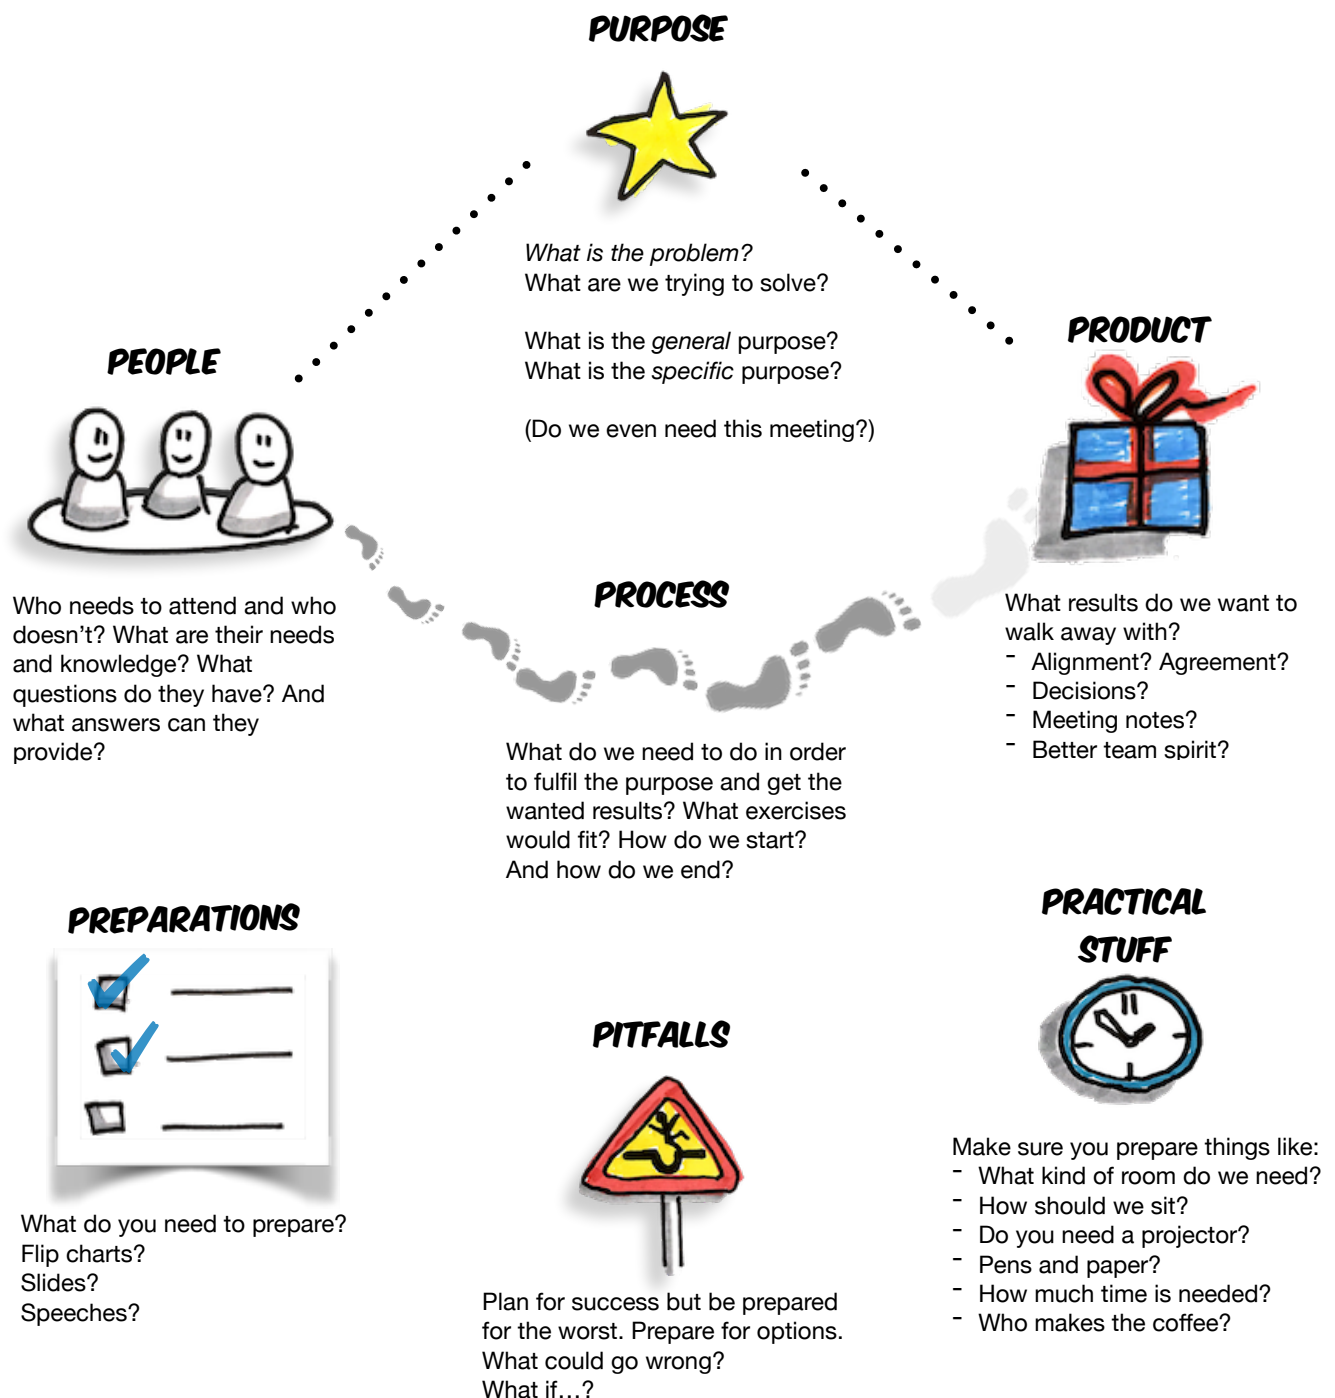 PURPOSE
What is the problem?
What are we trying to solve?
What is the general purpose?
What is the specific purpose?
(Do we even need this meeting?)
PEOPLE
Who needs to attend and who
doesn’t? What are their needs
and knowledge? What
questions do they have? And
what answers can they
provide?
PROCESS
What do we need to do in order
to fulfil the purpose and get the
wanted results? What exercises
would fit? How do we start?
And how do we end?
PRODUCT
What results do we want to
walk away with?
- Alignment? Agreement?
- Decisions?
- Meeting notes?
- Better team spirit?
PREPARATIONS
What do you need to prepare?
Flip charts?
Slides?
Speeches?
PITFALLS
Plan for success but be prepared
for the worst. Prepare for options.
What could go wrong?
What if…?
PRACTICAL
STUFF
Make sure you prepare things like:
- What kind of room do we need?
- How should we sit?
- Do you need a projector?
- Pens and paper?
- How much time is needed?
- Who makes the coffee?